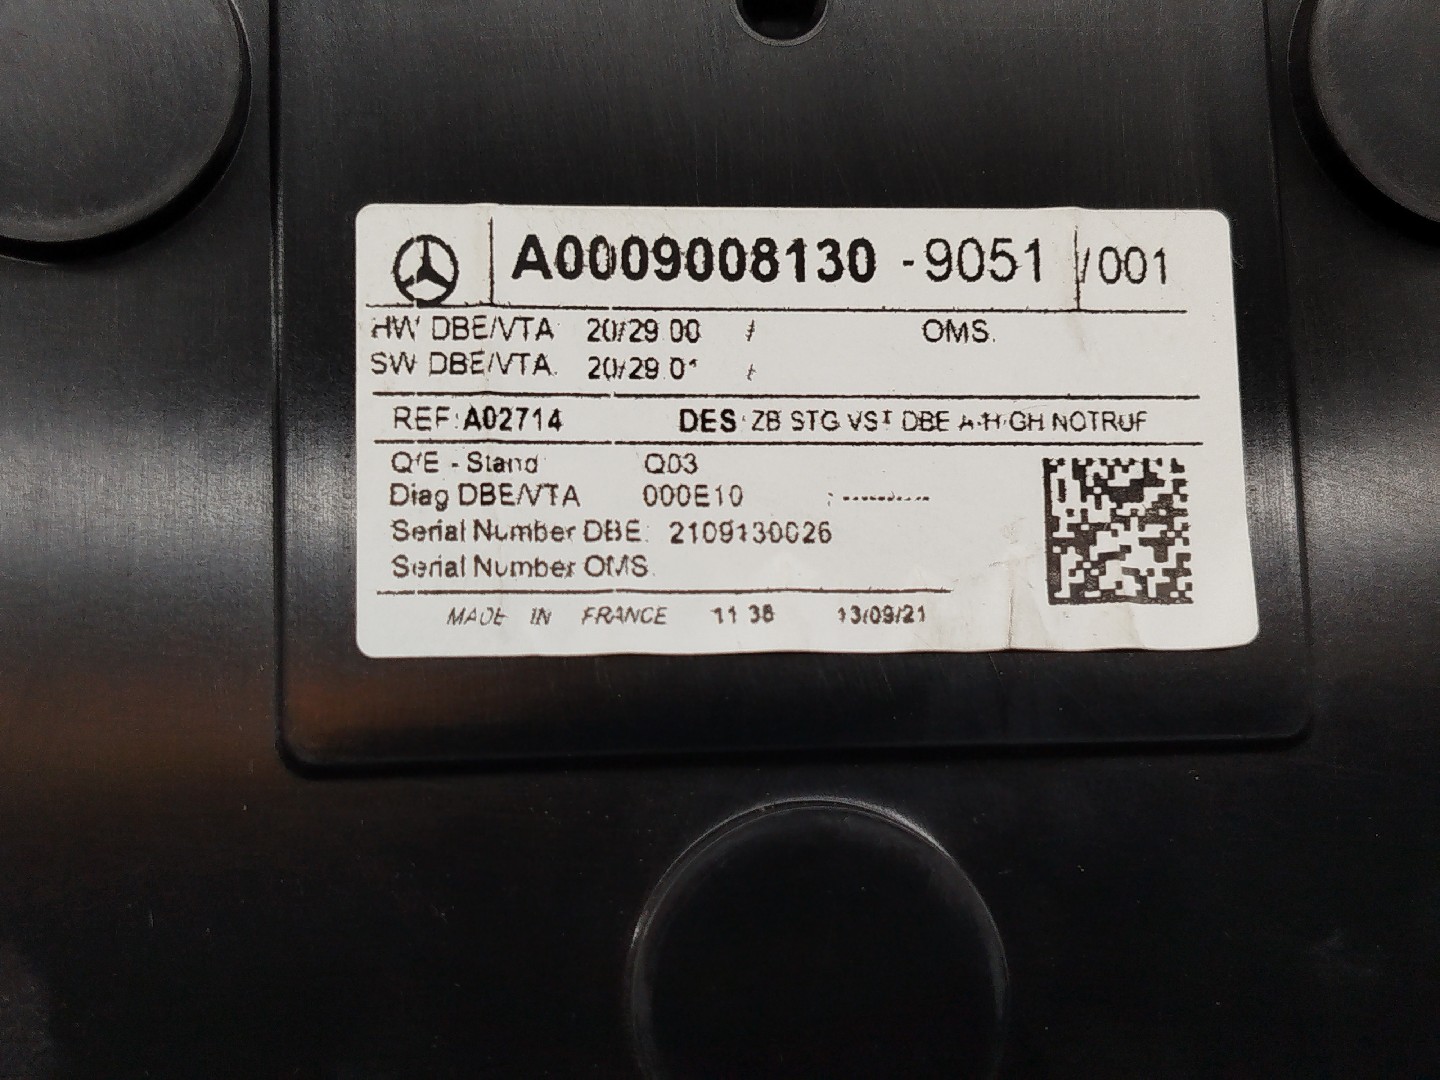 A0009008130 -9051 /001
HW DBE/VTA 20/29.00 / OMS.
SW DBE/VTA. 20/29.01 /
REF: A02714 DES: ZB STG VST DBE NOTRUF
Q/E - Stand Q03
Diag DBE/VTA 000E10 : ----------
Serial Number DBE: 2109130026
Serial Number OMS.
MADE IN FRANCE 11 38 13/09/21